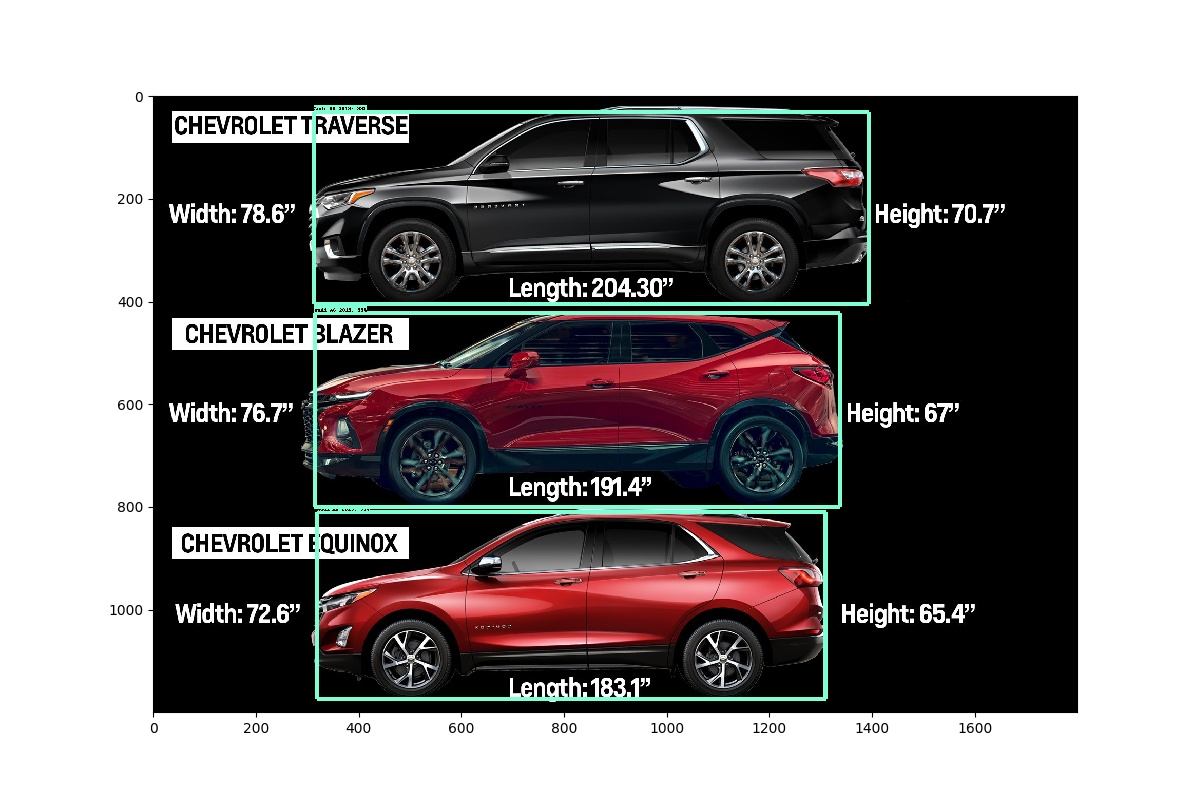 0
CHEVROLET TRAVERSE
200
Width: 78.6”
Height: 70.7”
Length: 204.30”
400
CHEVROLET BLAZER
600
Width: 76.7”
Height: 67”
Length: 191.4”
800
CHEVROLET EQUINOX
1000
Width: 72.6”
Height: 65.4”
Length: 183.1”
0 200 400 600 800 1000 1200 1400 1600